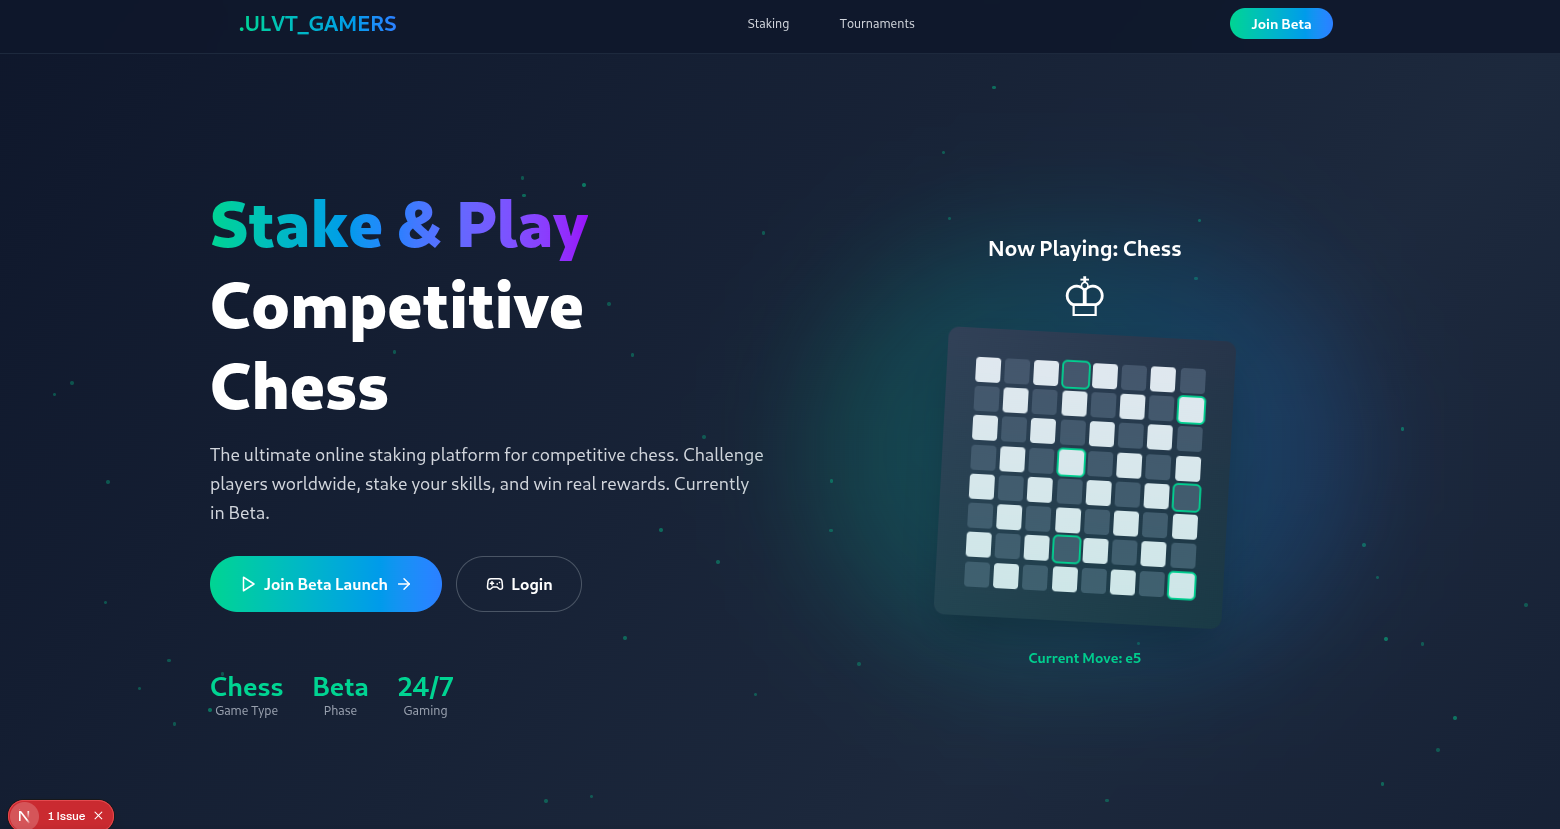 .ULVT_GAMERS
Staking
Tournaments
Join Beta
Stake & Play
Competitive
Chess
The ultimate online staking platform for competitive chess. Challenge
players worldwide, stake your skills, and win real rewards. Currently
in Beta.
Join Beta Launch
Login
Chess
Game Type
Beta
Phase
24/7
Gaming
Now Playing: Chess
Current Move: e5
N
1 Issue